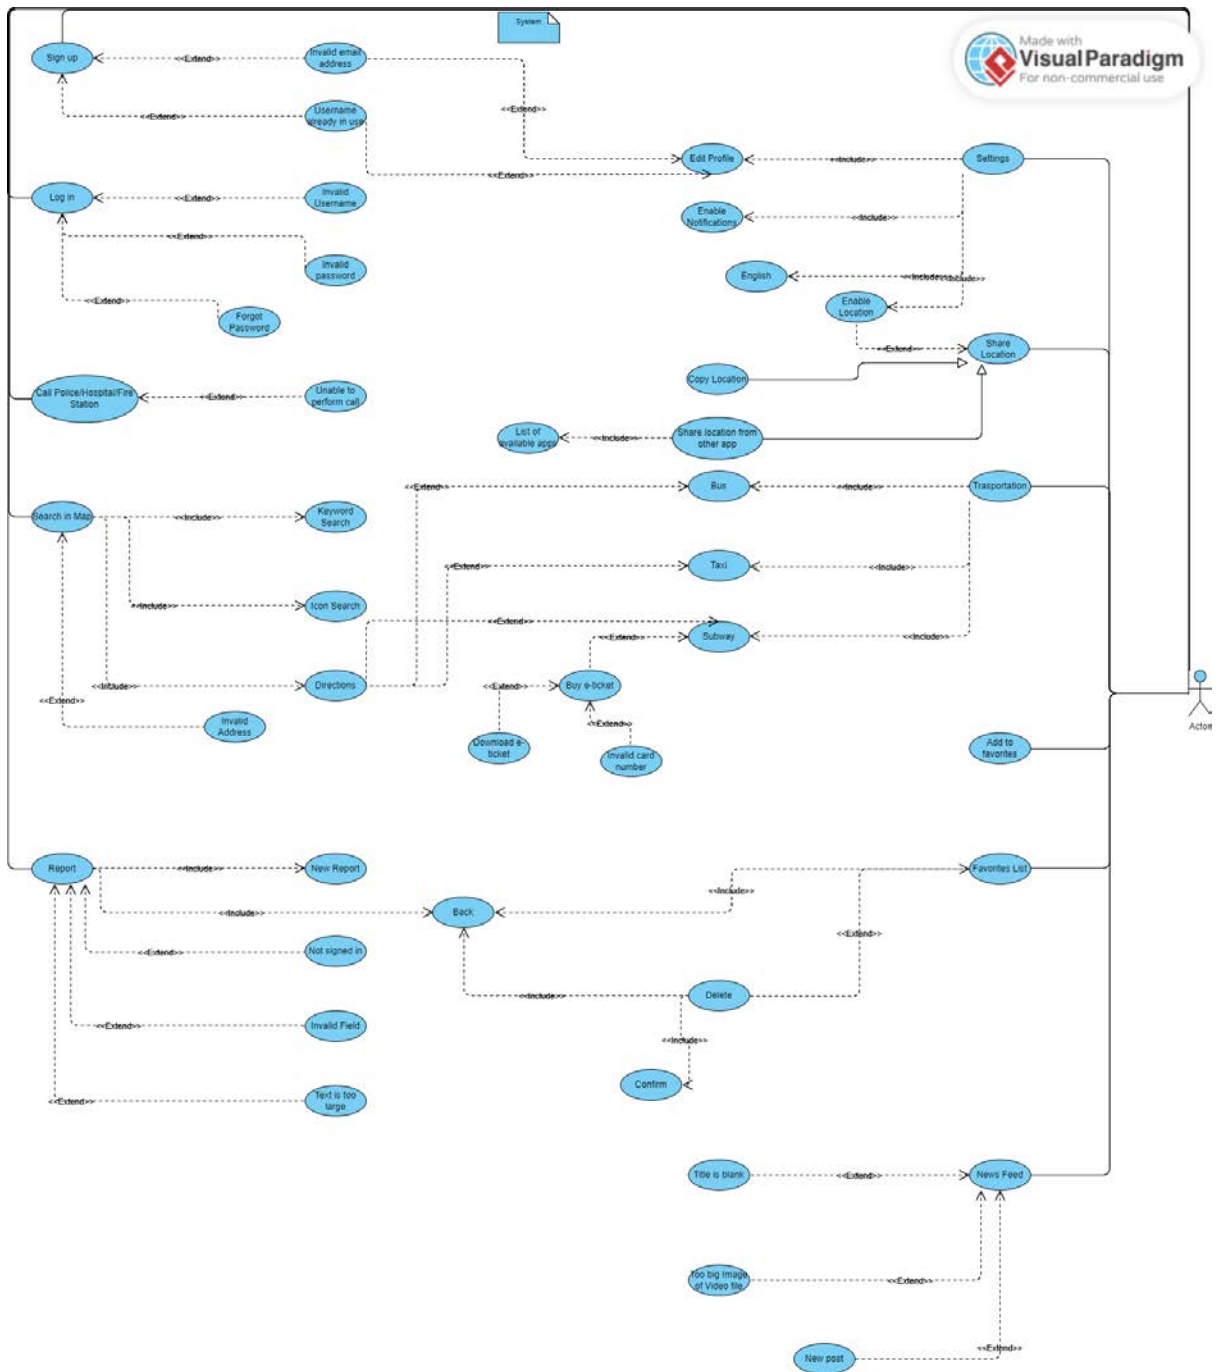 System
Made with
Visual Paradigm
For non-commercial use
Sign up
<<Extend>>
Invalid email
address
<<Extend>>
Username
already in use
<<Extend>>
<<Extend>>
Edit Profile
<<Include>>
Settings
Log in
<<Extend>>
Invalid
Username
<<Extend>>
Invalid
password
<<Extend>>
Forgot
Password
Enable
Notifications
<<Include>>
English
<<Include>>
<<Include>>
Enable
Location
<<Extend>>
Share
Location
Copy Location
Call Police/Hospital/Fire
Station
<<Extend>>
Unable to
perform call
List of
available apps
<<Include>>
Share location from
other app
<<Extend>>
Bus
<<Include>>
Trasportation
Search in Map
<<Include>>
Keyword
Search
<<Extend>>
Taxi
<<Include>>
<<Include>>
Icon Search
<<Extend>>
<<Extend>>
Subway
<<Include>>
<<Include>>
Directions
<<Extend>>
Buy e-ticket
<<Extend>>
Invalid
Address
<<Extend>>
Download e-
ticket
Invalid card
number
Add to
favorites
Actor
Report
<<Include>>
New Report
<<Include>>
Back
<<Include>>
Favorites List
<<Extend>>
Not signed in
<<Extend>>
<<Include>>
Delete
<<Extend>>
Invalid Field
<<Include>>
Confirm
<<Extend>>
Text is too
large
Title is blank
<<Extend>>
News Feed
Too big Image
of Video file
<<Extend>>
New post
<<Extend>>